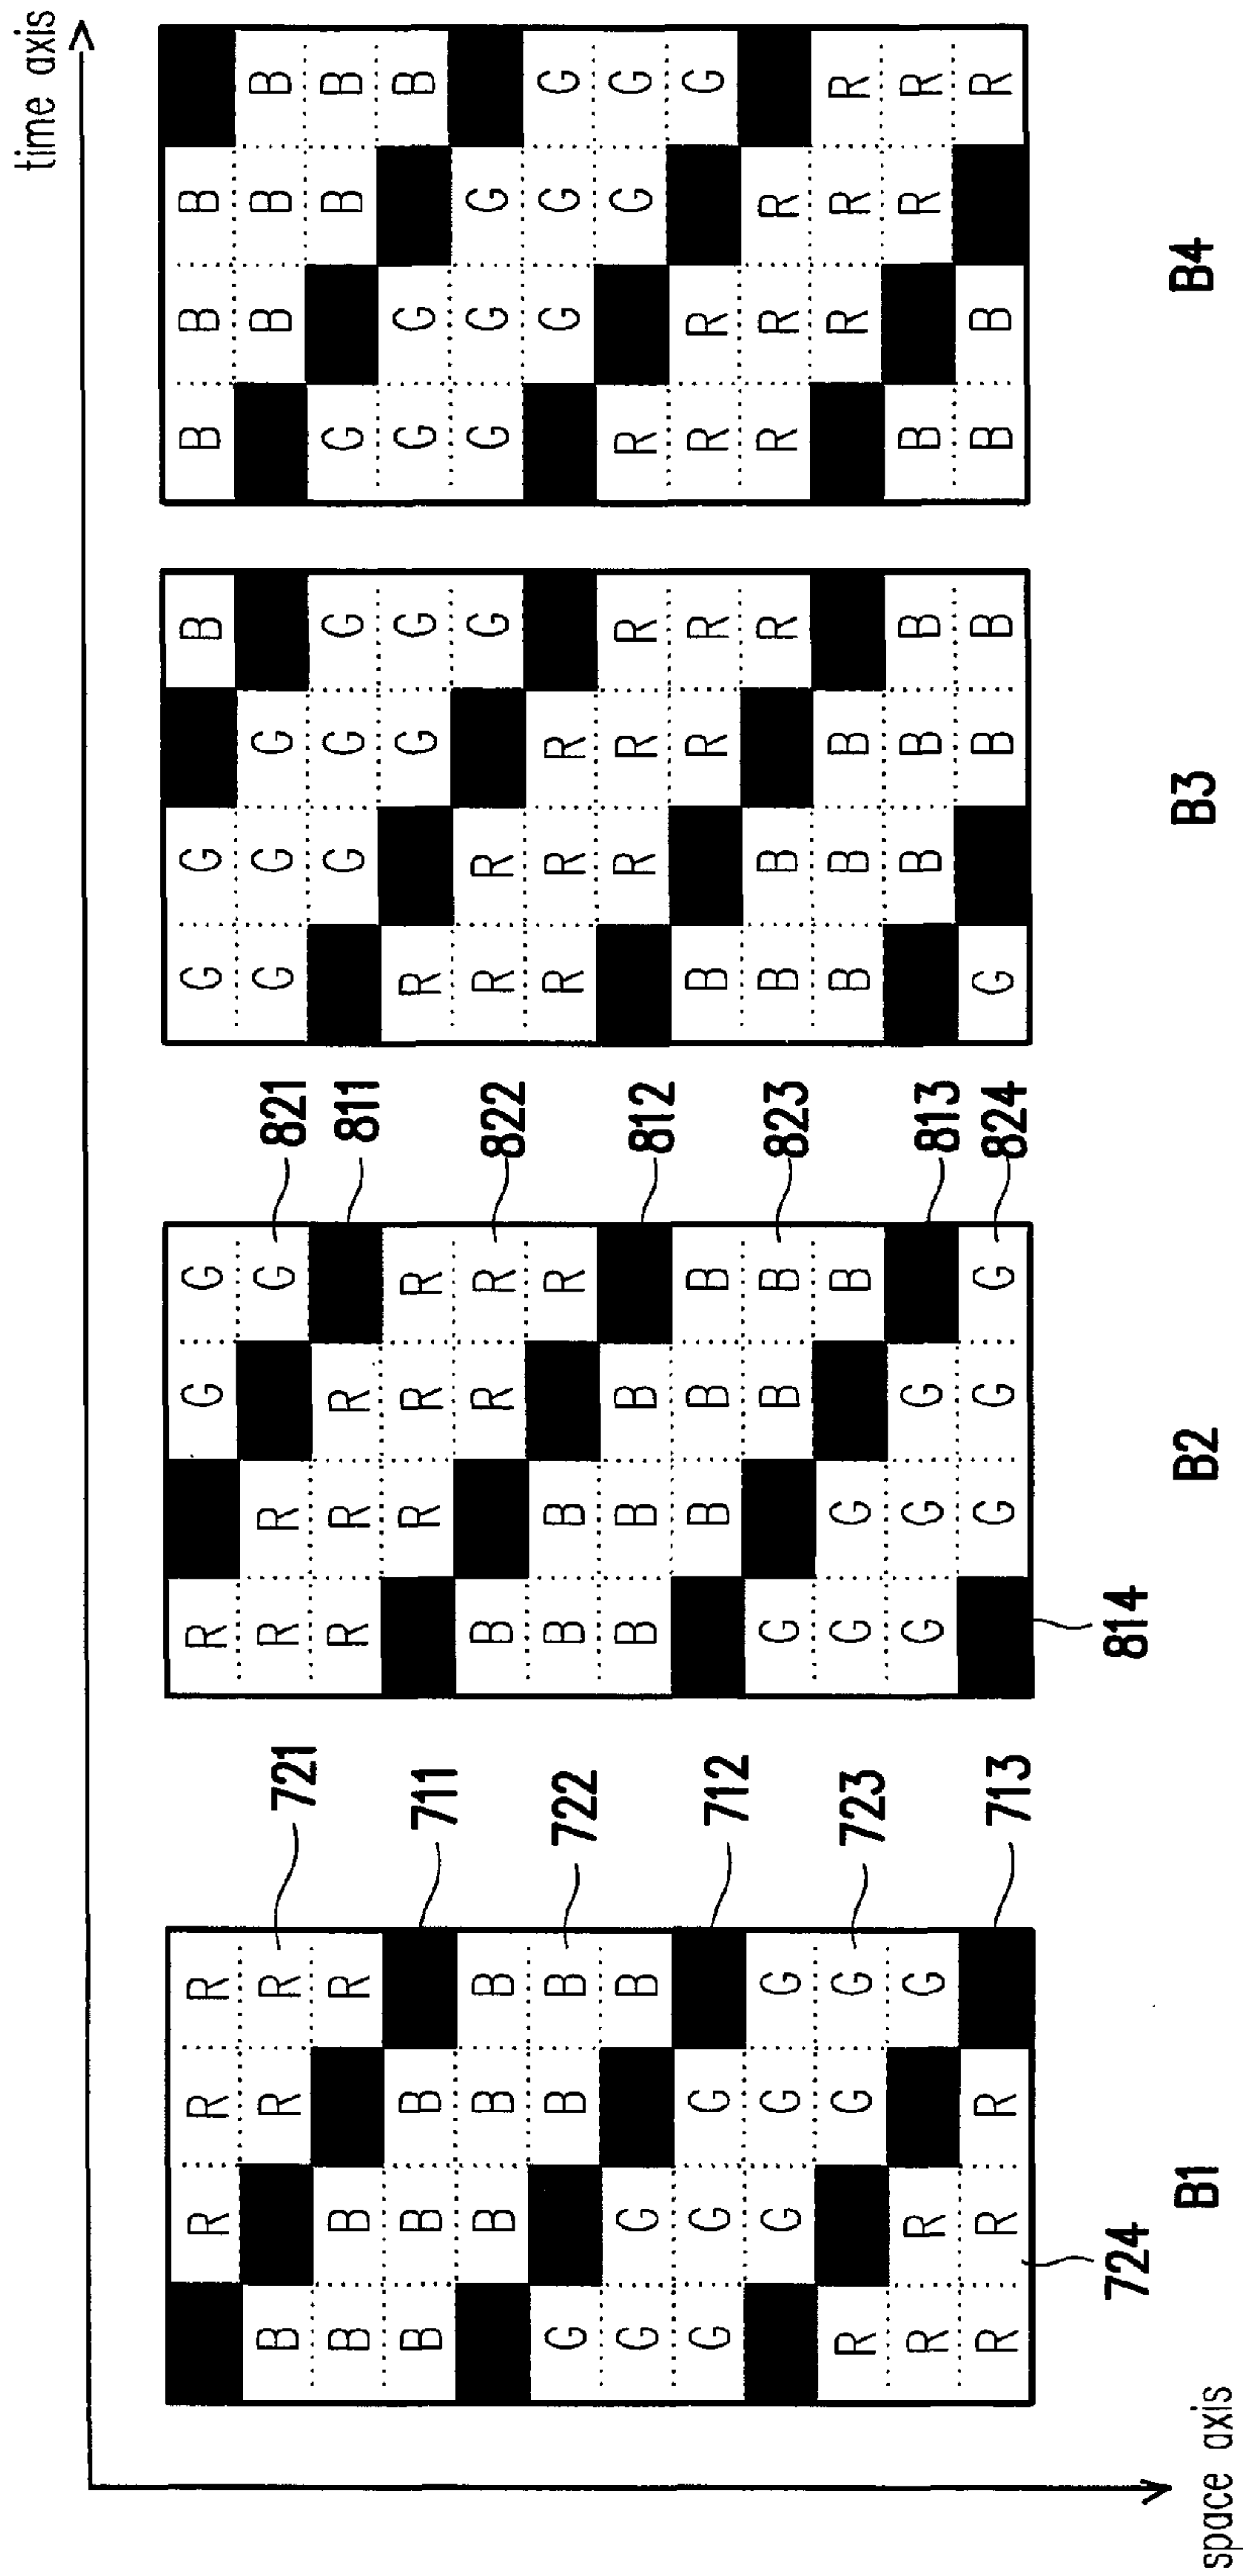 time axis
R R R R G G G G B B B B
B R R 721 R R G 821 G G G B B B
B B R R R R 811 G G G G B B
B B B 711 R R R R G G G G B
B B B B R R 822 R R G G G G
G B B 722 B B R R R R G G G
G G B B B B 812 R R R R G G
G G G 712 B B B B R R R R G
G G G G B B 823 B B R R R R
R G G 723 G G B B B B R R R
R R G G G G 813 B B B B R R
R R R 713 G G G 824 G B B B B R
724 814
space axis B1 B2 B3 B4